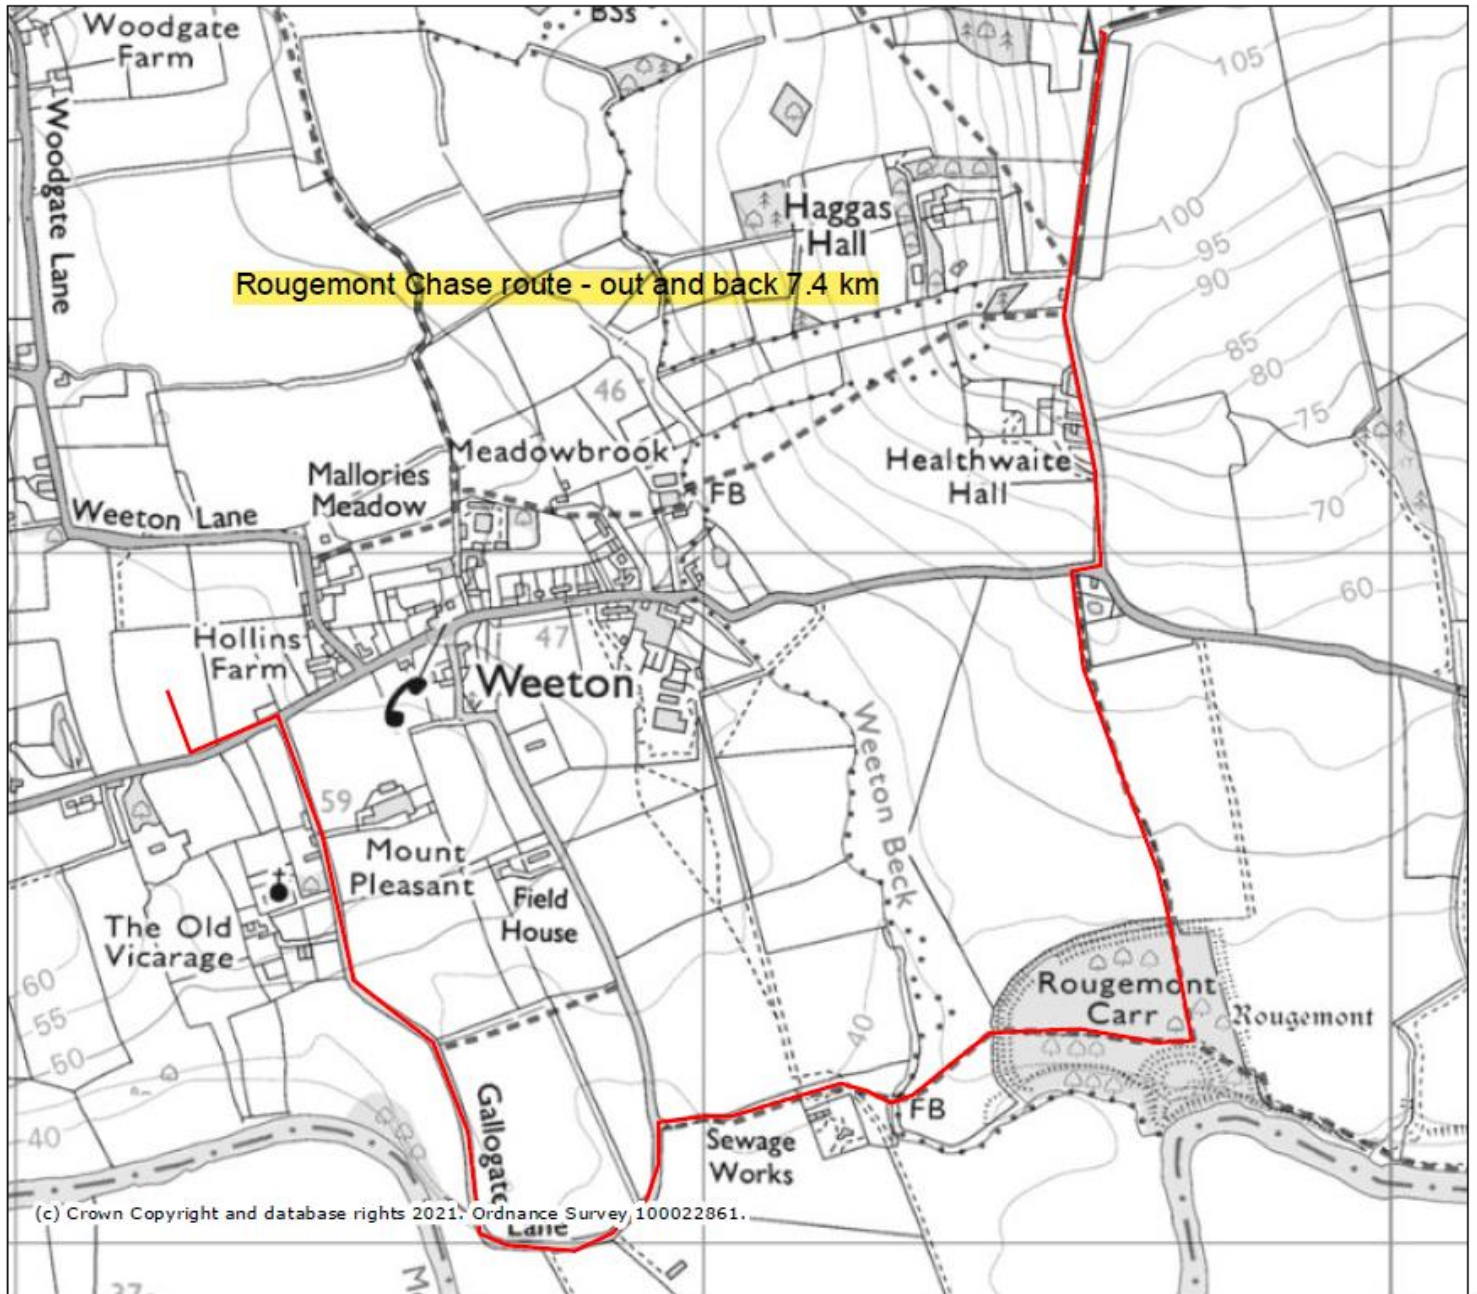 BSs
Woodgate
Farm
105
Woodgate Lane
100
Haggas
Hall
95
90
Rougemont Chase route - out and back 7.4 km
85
80
46
75
Meadowbrook
Mallories
Meadow
Healthwaite
Hall
FB
70
Weeton Lane
60
47
Hollins
Farm
Weeton
Weeton Beck
59
Mount
Pleasant
Field
House
The Old
Vicarage
60
55
50
40
40
Rougemont
Carr
Rougemont
FB
Sewage
Works
Gallogate
Lane
(c) Crown Copyright and database rights 2021. Ordnance Survey 100022861.